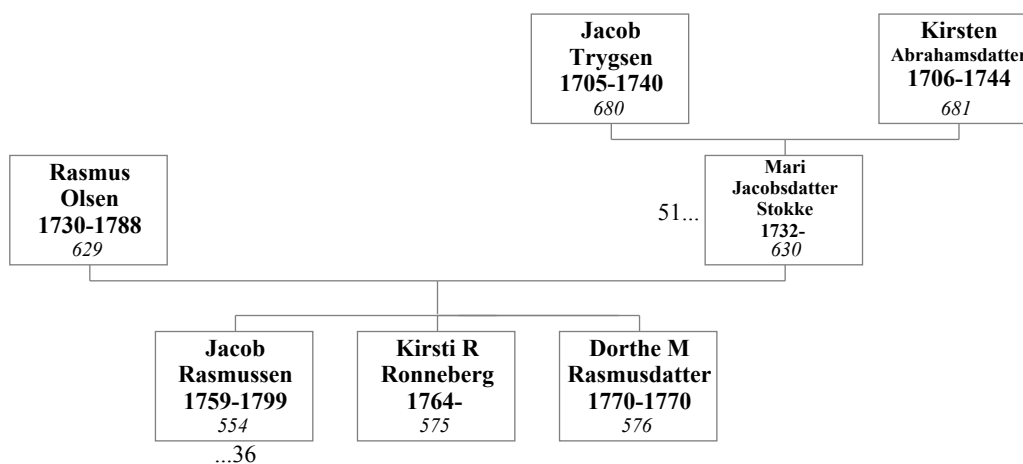 Jacob
Trygsen
1705-1740
680
Kirsten
Abrahamsdatter
1706-1744
681
Rasmus
Olsen
1730-1788
629
51...
Mari
Jacobsdatter
Stokke
1732-
630
Jacob
Rasmussen
1759-1799
554
...36
Kirsti R
Ronneberg
1764-
575
Dorthe M
Rasmusdatter
1770-1770
576